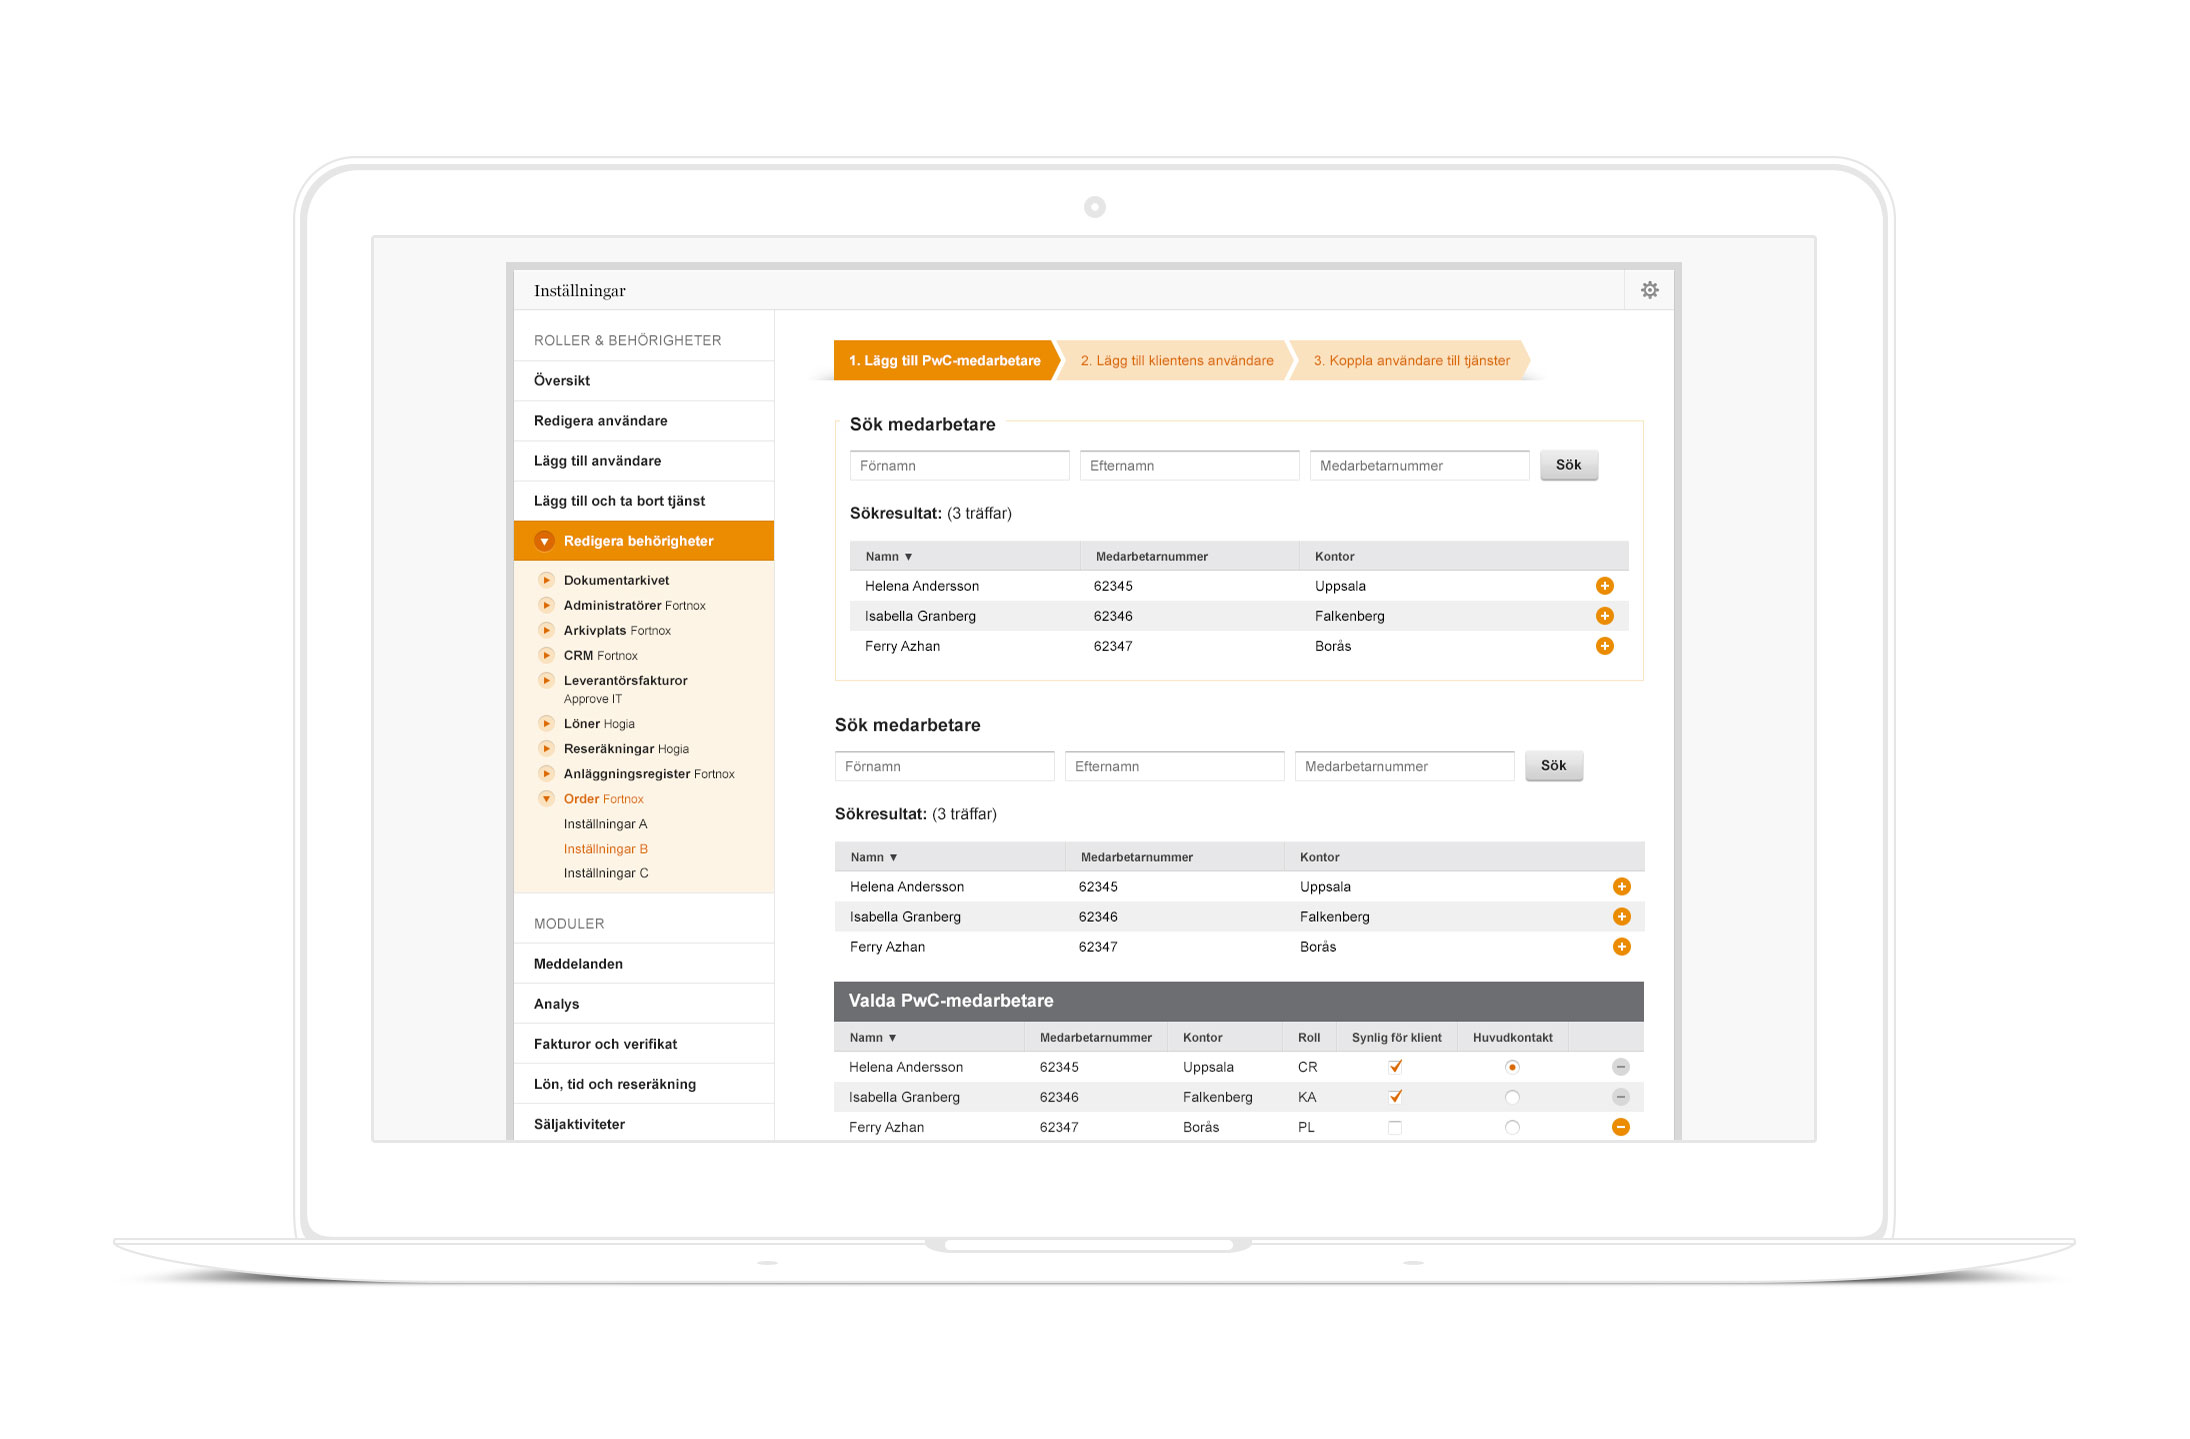 Inställningar
ROLLER & BEHÖRIGHETER
Översikt
Redigera användare
Lägg till användare
Lägg till och ta bort tjänst
Redigera behörigheter
Dokumentarkivet
Administratörer Fortnox
Arkivplats Fortnox
CRM Fortnox
Leverantörsfakturor
Approve IT
Löner Hogia
Reseräkningar Hogia
Anläggningsregister Fortnox
Order Fortnox
Inställningar A
Inställningar B
Inställningar C
MODULER
Meddelanden
Analys
Fakturor och verifikat
Lön, tid och reseräkning
Säljaktiviteter
1. Lägg till PwC-medarbetare 2. Lägg till klientens användare 3. Koppla användare till tjänster
Sök medarbetare
Förnamn Efternamn Medarbetarnummer Sök
Sökresultat: (3 träffar)
Namn ▼ Medarbetarnummer Kontor
Helena Andersson 62345 Uppsala
Isabella Granberg 62346 Falkenberg
Ferry Azhan 62347 Borås
Sök medarbetare
Förnamn Efternamn Medarbetarnummer Sök
Sökresultat: (3 träffar)
Namn ▼ Medarbetarnummer Kontor
Helena Andersson 62345 Uppsala
Isabella Granberg 62346 Falkenberg
Ferry Azhan 62347 Borås
Valda PwC-medarbetare
Namn ▼ Medarbetarnummer Kontor Roll Synlig för klient Huvudkontakt
Helena Andersson 62345 Uppsala CR
Isabella Granberg 62346 Falkenberg KA
Ferry Azhan 62347 Borås PL